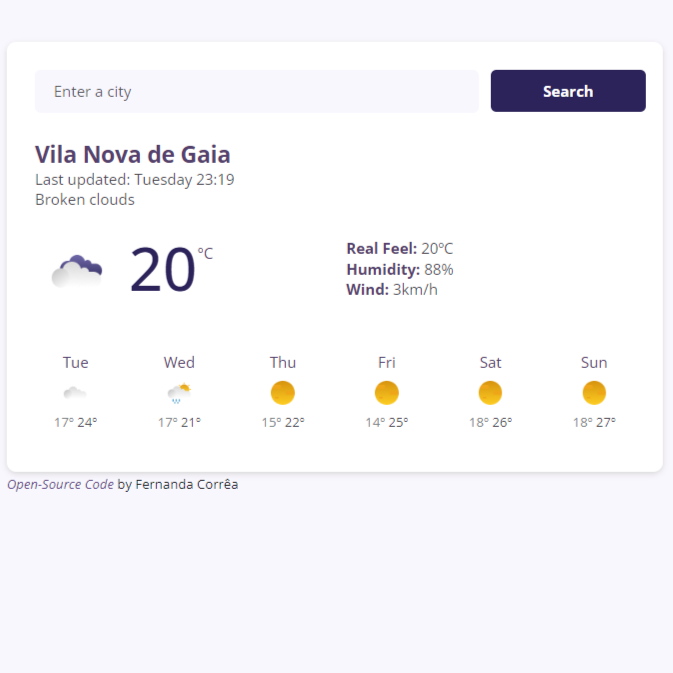 Enter a city
Search
Vila Nova de Gaia
Last updated: Tuesday 23:19
Broken clouds
20 °C
Real Feel: 20ºC
Humidity: 88%
Wind: 3km/h
Tue Wed Thu Fri Sat Sun
17° 24° 17° 21° 15° 22° 14° 25° 18° 26° 18° 27°
Open-Source Code by Fernanda Corrêa